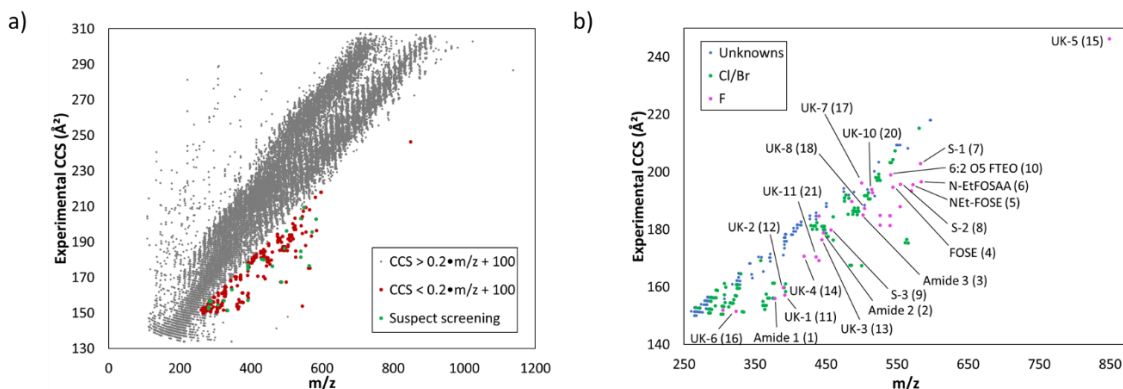 a)
Experimental CCS (Å²)
310
290
270
250
230
210
190
170
150
130
0
200
400
600
800
1000
1200
m/z
CCS > 0.2•m/z + 100
CCS < 0.2•m/z + 100
Suspect screening
b)
Experimental CCS (Å²)
240
220
200
180
160
140
250
350
450
550
650
750
850
m/z
Unknowns
Cl/Br
F
UK-5 (15)
UK-7 (17)
UK-10 (20)
UK-8 (18)
S-1 (7)
6:2 O5 FTEO (10)
N-EtFOSAA (6)
NEt-FOSE (5)
UK-11 (21)
UK-2 (12)
S-2 (8)
FOSE (4)
Amide 3 (3)
S-3 (9)
Amide 2 (2)
UK-4 (14)
UK-3 (13)
UK-1 (11)
UK-6 (16)
Amide 1 (1)